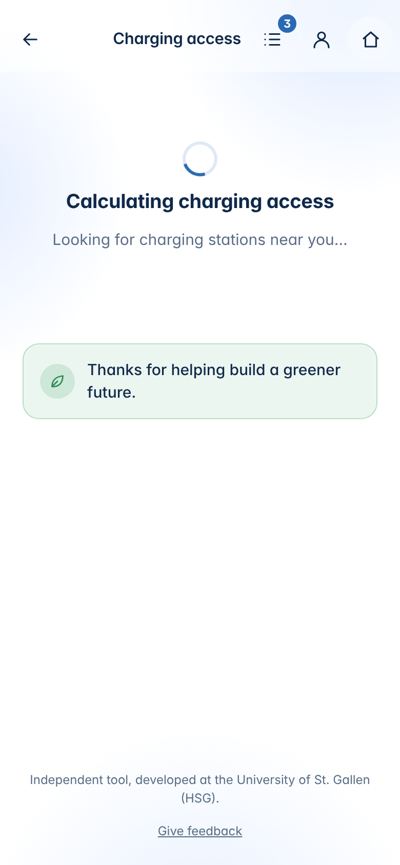 Charging access
3
Calculating charging access
Looking for charging stations near you...
Thanks for helping build a greener
future.
Independent tool, developed at the University of St. Gallen
(HSG).
Give feedback